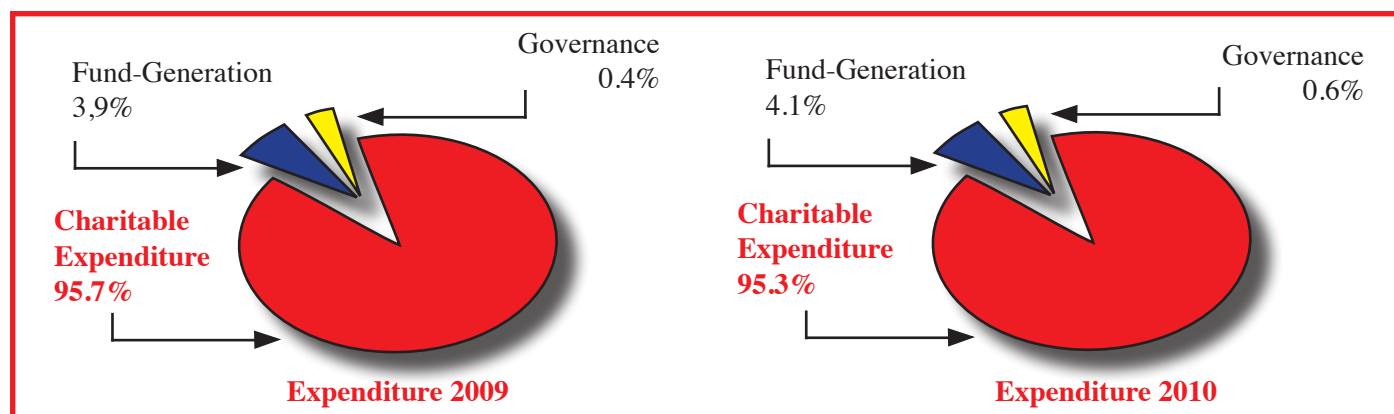 Fund-Generation
3,9%
Governance
0.4%
Charitable
Expenditure
95.7%
Expenditure 2009
Fund-Generation
4.1%
Governance
0.6%
Charitable
Expenditure
95.3%
Expenditure 2010